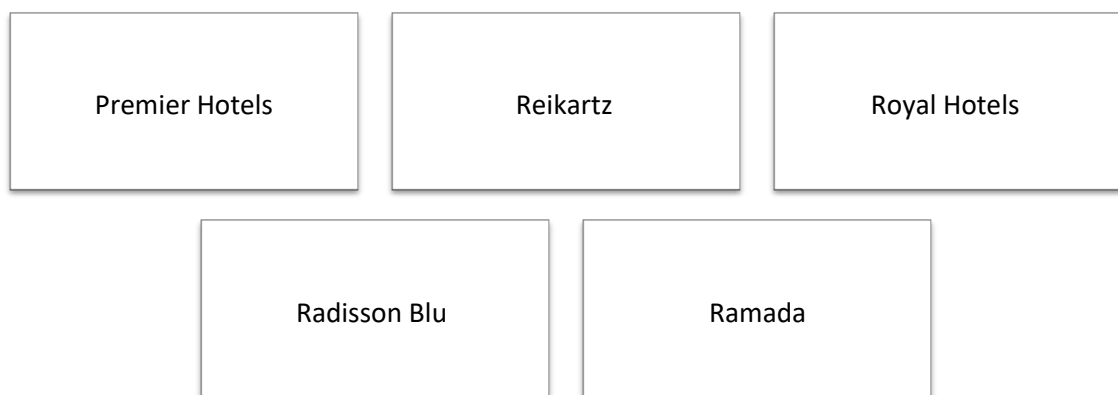 Premier Hotels
Reikartz
Royal Hotels
Radisson Blu
Ramada